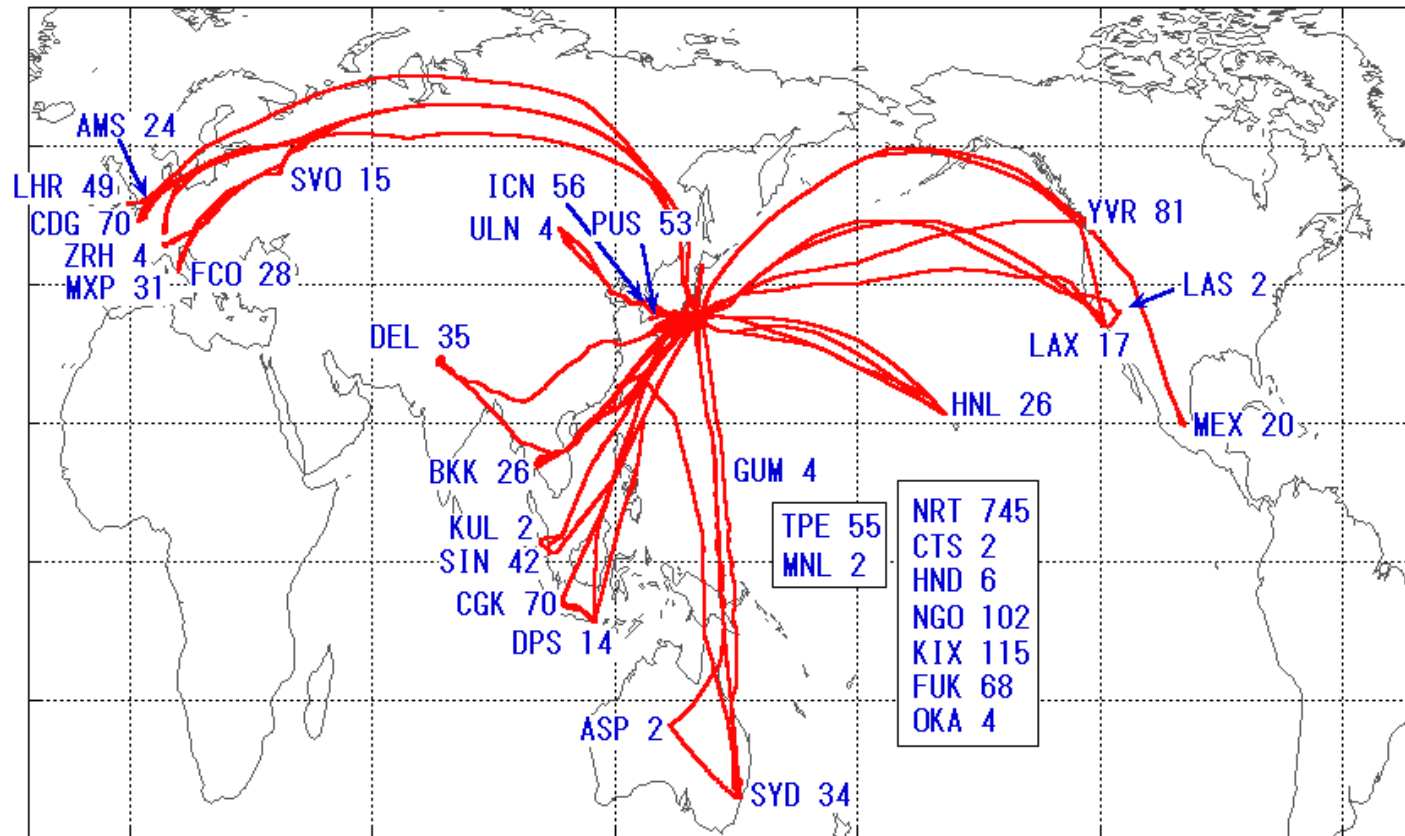 AMS 24
LHR 49
CDG 70
ZRH 4
MXP 31
FCO 28
SVO 15
ICN 56
PUS 53
ULN 4
YVR 81
LAS 2
LAX 17
DEL 35
HNL 26
MEX 20
BKK 26
GUM 4
KUL 2
SIN 42
CGK 70
DPS 14
TPE 55
MNL 2
NRT 745
CTS 2
HND 6
NGO 102
KIX 115
FUK 68
OKA 4
ASP 2
SYD 34